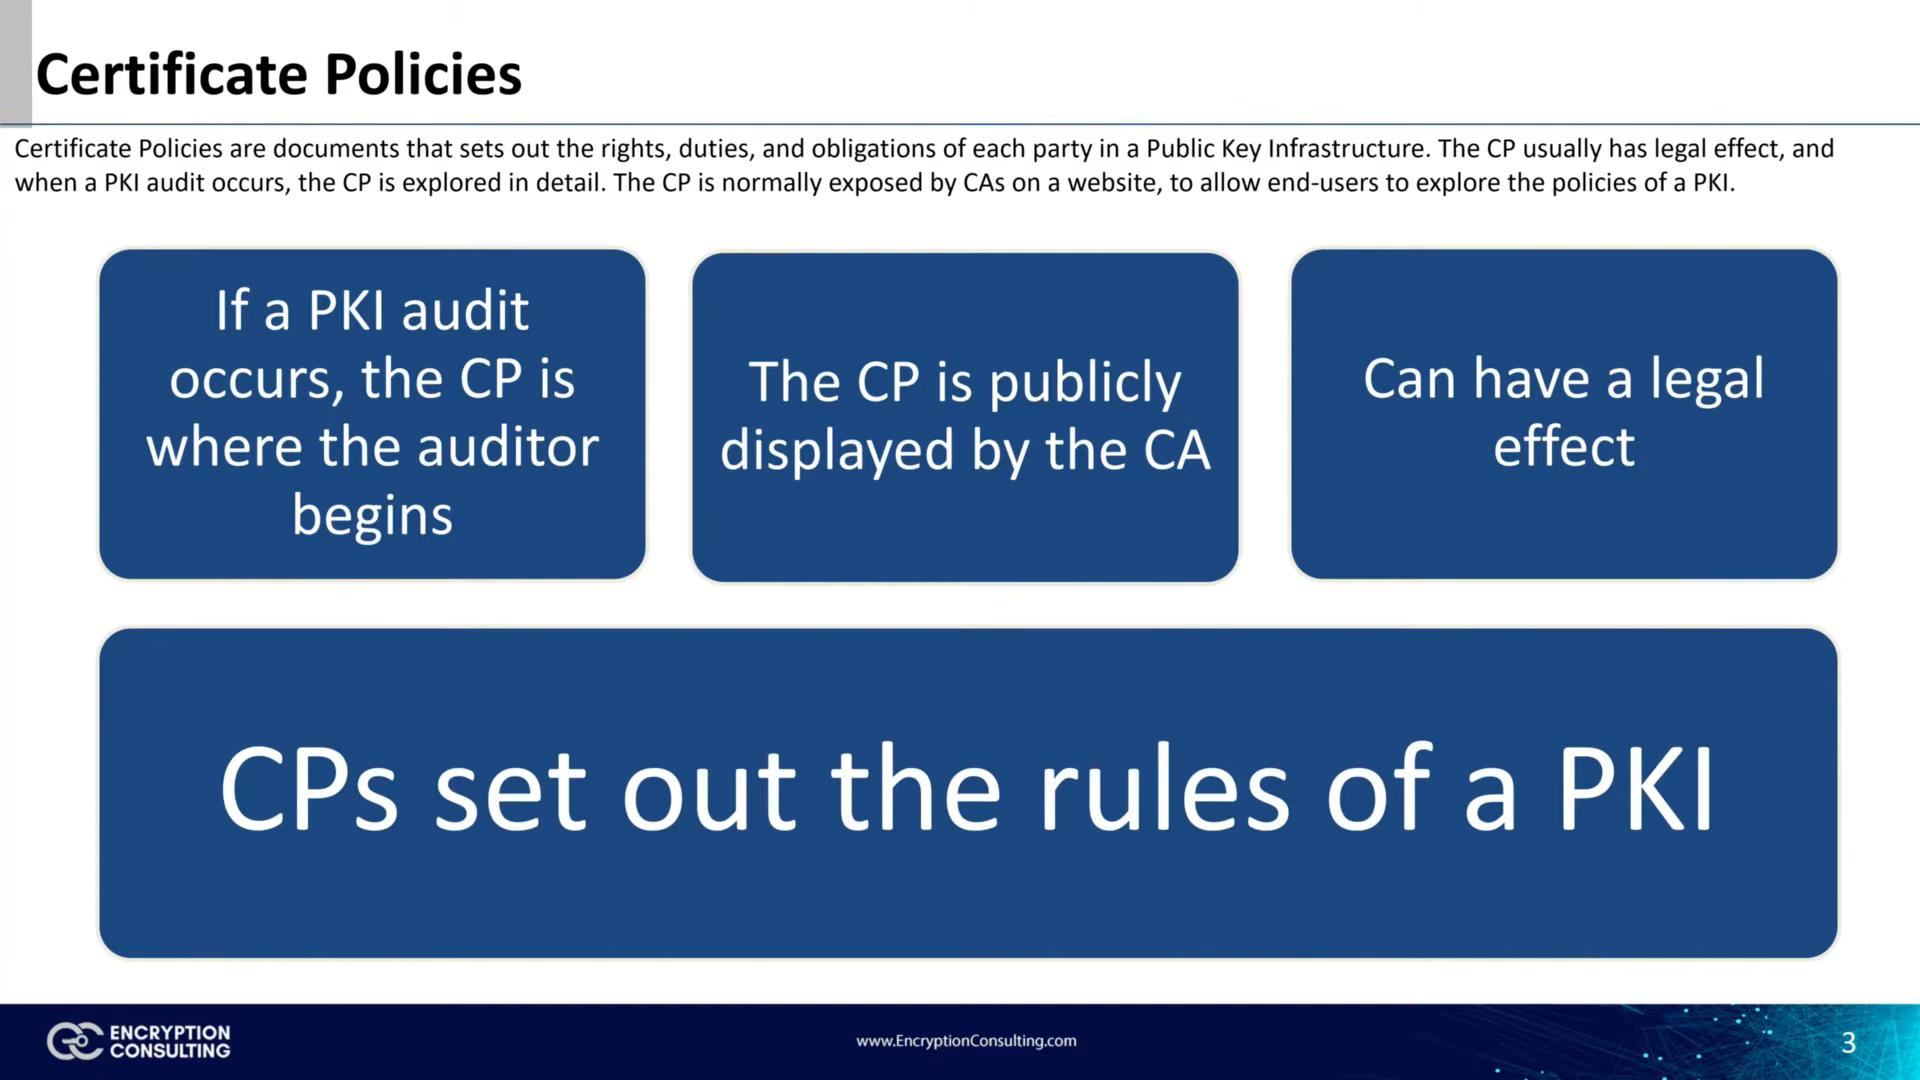 Certificate Policies
Certificate Policies are documents that sets out the rights, duties, and obligations of each party in a Public Key Infrastructure. The CP usually has legal effect, and
when a PKI audit occurs, the CP is explored in detail. The CP is normally exposed by CAs on a website, to allow end-users to explore the policies of a PKI.
If a PKI audit
occurs, the CP is
where the auditor
begins
The CP is publicly
displayed by the CA
Can have a legal
effect
CPs set out the rules of a PKI
ENCRYPTION
CONSULTING
www.EncryptionConsulting.com
3